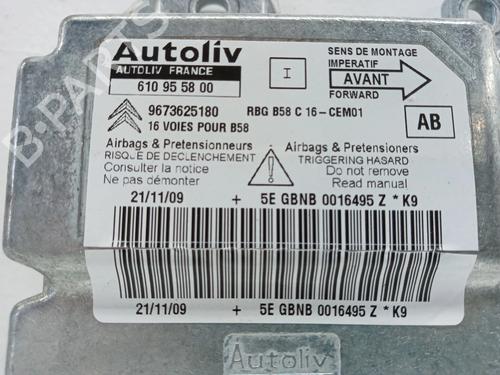 Autoliv
AUTOLIV FRANCE
610 95 58 00
I
SENS DE MONTAGE
IMPERATIF
AVANT
FORWARD
9673625180
RBG B58 C 16-CEM01
16 VOIES POUR B58
AB
Airbags & Pretensionneurs
RISQUE DE DECLENCHEMENT
Consulter la notice
Ne pas démonter
Airbags & Pretensioners
TRIGGERING HASARD
Do not remove
Read manual
21/11/09 + 5E GBNB 0016495 Z * K9
21/11/09 + 5E GBNB 0016495 Z * K9
Autoliv
B-PARTS